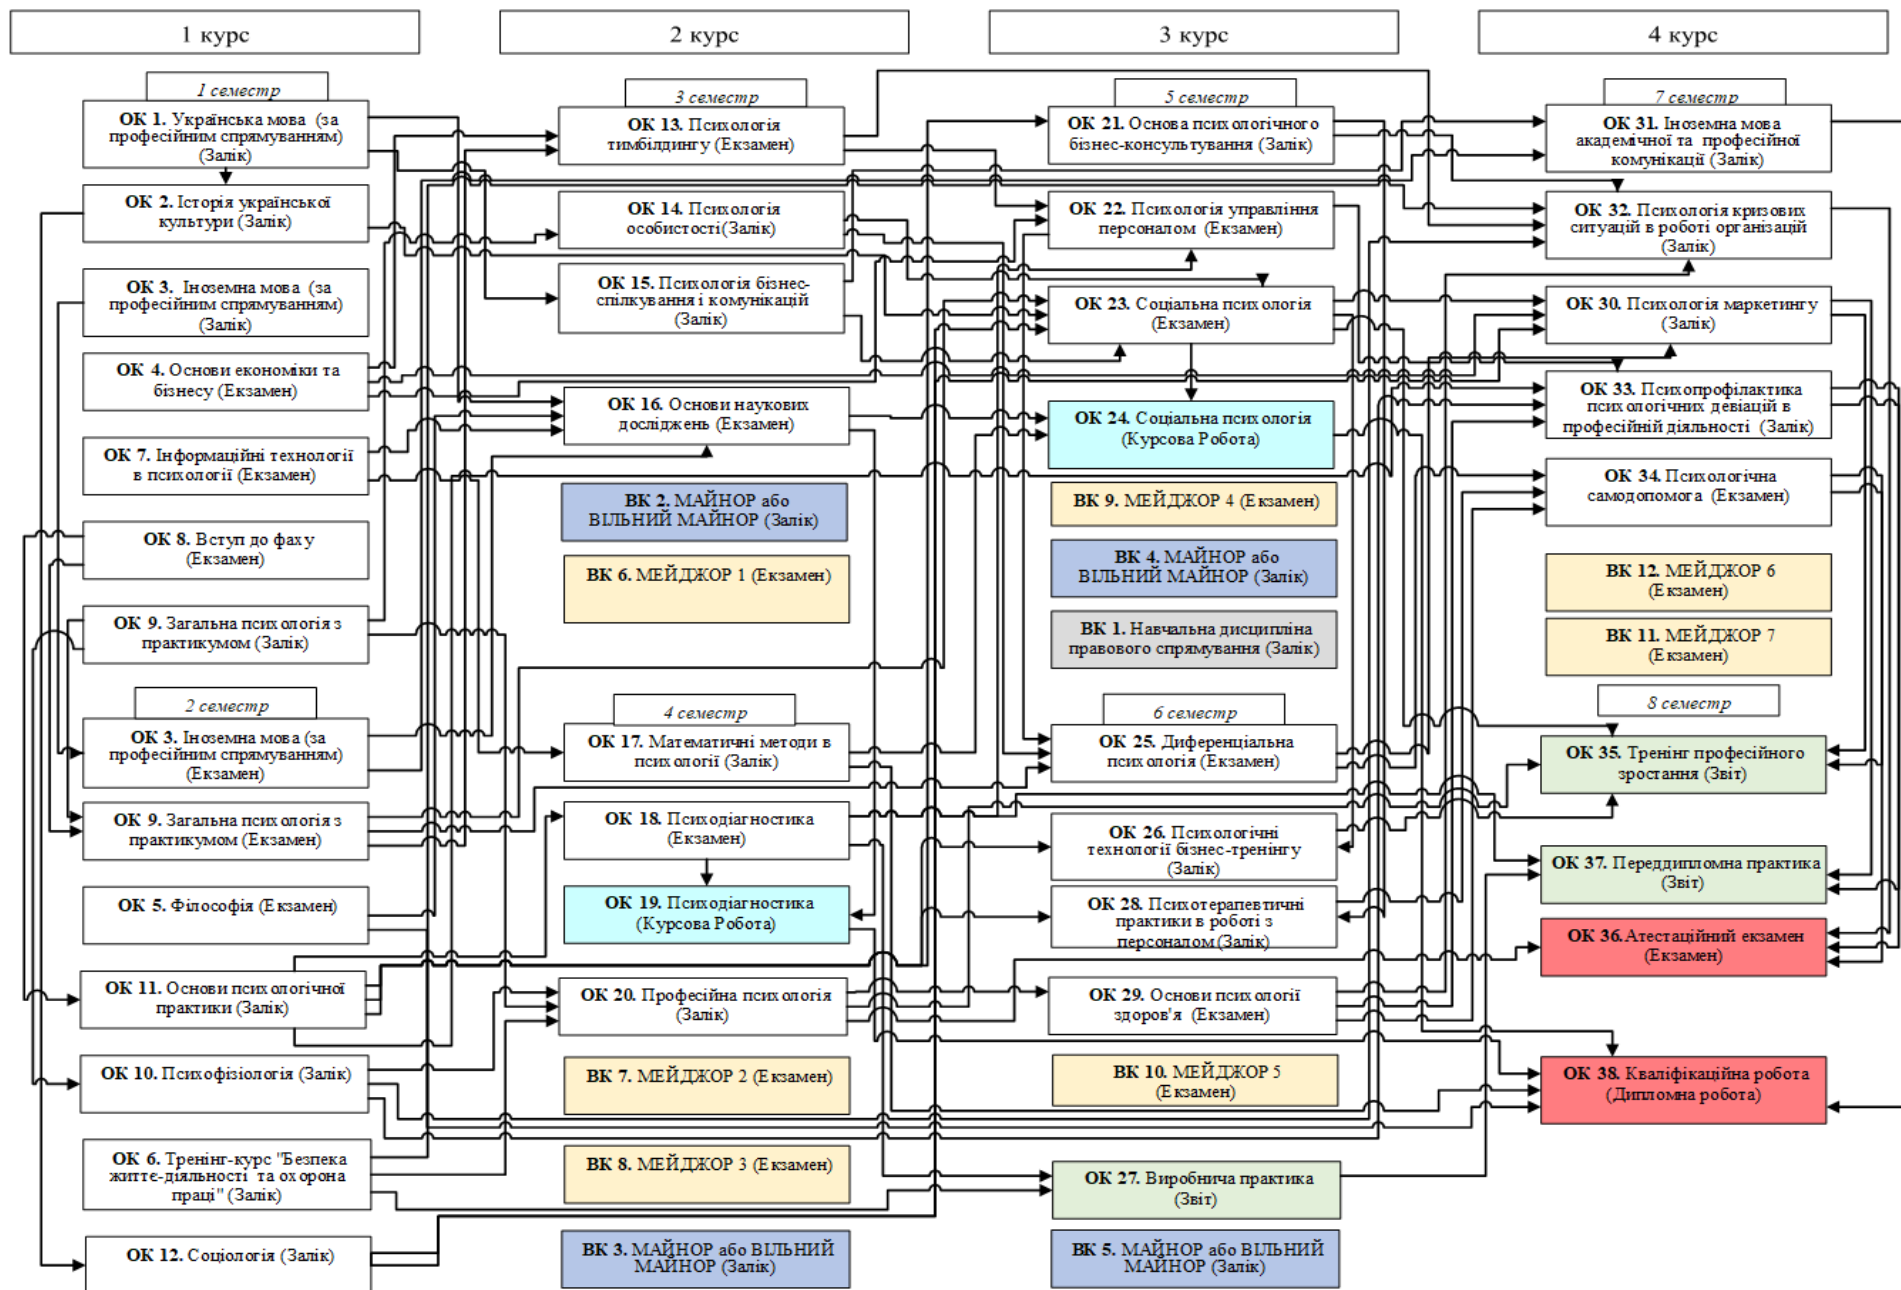 1 курс
1 семестр
ОК 1. Українська мова (за
професійним спрямуванням)
(Залік)
ОК 2. Історія української
культури (Залік)
ОК 3. Іноземна мова (за
професійним спрямуванням)
(Залік)
ОК 4. Основи економіки та
бізнесу (Екзамен)
ОК 7. Інформаційні технології
в психології (Екзамен)
ОК 8. Вступ до фаху
(Екзамен)
ОК 9. Загальна психологія з
практикумом (Залік)
2 семестр
ОК 3. Іноземна мова (за
професійним спрямуванням)
(Екзамен)
ОК 9. Загальна психологія з
практикумом (Екзамен)
ОК 5. Філософія (Екзамен)
ОК 11. Основи психологічної
практики (Залік)
ОК 10. Психофізіологія (Залік)
ОК 6. Тренінг-курс "Безпека
життє-діяльності та охорона
праці" (Залік)
ОК 12. Соціологія (Залік)
2 курс
3 семестр
ОК 13. Психологія
тимбілдингу (Екзамен)
ОК 14. Психологія
особистості(Залік)
ОК 15. Психологія бізнес-
спілкування і комунікацій
(Залік)
ОК 16. Основи наукових
досліджень (Екзамен)
ВК 2. МАЙНОР або
ВІЛЬНИЙ МАЙНОР (Залік)
ВК 6. МЕЙДЖОР 1 (Екзамен)
4 семестр
ОК 17. Математичні методи в
психології (Залік)
ОК 18. Психодіагностика
(Екзамен)
ОК 19. Психодіагностика
(Курсова Робота)
ОК 20. Професійна психологія
(Залік)
ВК 7. МЕЙДЖОР 2 (Екзамен)
ВК 8. МЕЙДЖОР 3 (Екзамен)
ВК 3. МАЙНОР або ВІЛЬНИЙ
МАЙНОР (Залік)
3 курс
5 семестр
ОК 21. Основа психологічного
бізнес-консультування (Залік)
ОК 22. Психологія управління
персоналом (Екзамен)
ОК 23. Соціальна психологія
(Екзамен)
ОК 24. Соціальна психологія
(Курсова Робота)
ВК 9. МЕЙДЖОР 4 (Екзамен)
ВК 4. МАЙНОР або
ВІЛЬНИЙ МАЙНОР (Залік)
ВК 1. Навчальна дисципліна
правового спрямування (Залік)
6 семестр
ОК 25. Диференціальна
психологія (Екзамен)
ОК 26. Психологічні
технології бізнес-тренінгу
(Залік)
ОК 28. Психотерапевтичні
практики в роботі з
персоналом (Залік)
ОК 29. Основи психології
здоров'я (Екзамен)
ВК 10. МЕЙДЖОР 5
(Екзамен)
ОК 27. Виробнича практика
(Звіт)
ВК 5. МАЙНОР або ВІЛЬНИЙ
МАЙНОР (Залік)
4 курс
7 семестр
ОК 31. Іноземна мова
академічної та професійної
комунікації (Залік)
ОК 32. Психологія кризових
ситуацій в роботі організацій
(Залік)
ОК 30. Психологія маркетингу
(Залік)
ОК 33. Психопрофілактика
психологічних девіацій в
професійній діяльності (Залік)
ОК 34. Психологічна
самодопомога (Екзамен)
ВК 12. МЕЙДЖОР 6
(Екзамен)
ВК 11. МЕЙДЖОР 7
(Екзамен)
8 семестр
ОК 35. Тренінг професійного
зростання (Звіт)
ОК 37. Переддипломна практика
(Звіт)
ОК 36.Атестаційний екзамен
(Екзамен)
ОК 38. Кваліфікаційна робота
(Дипломна робота)